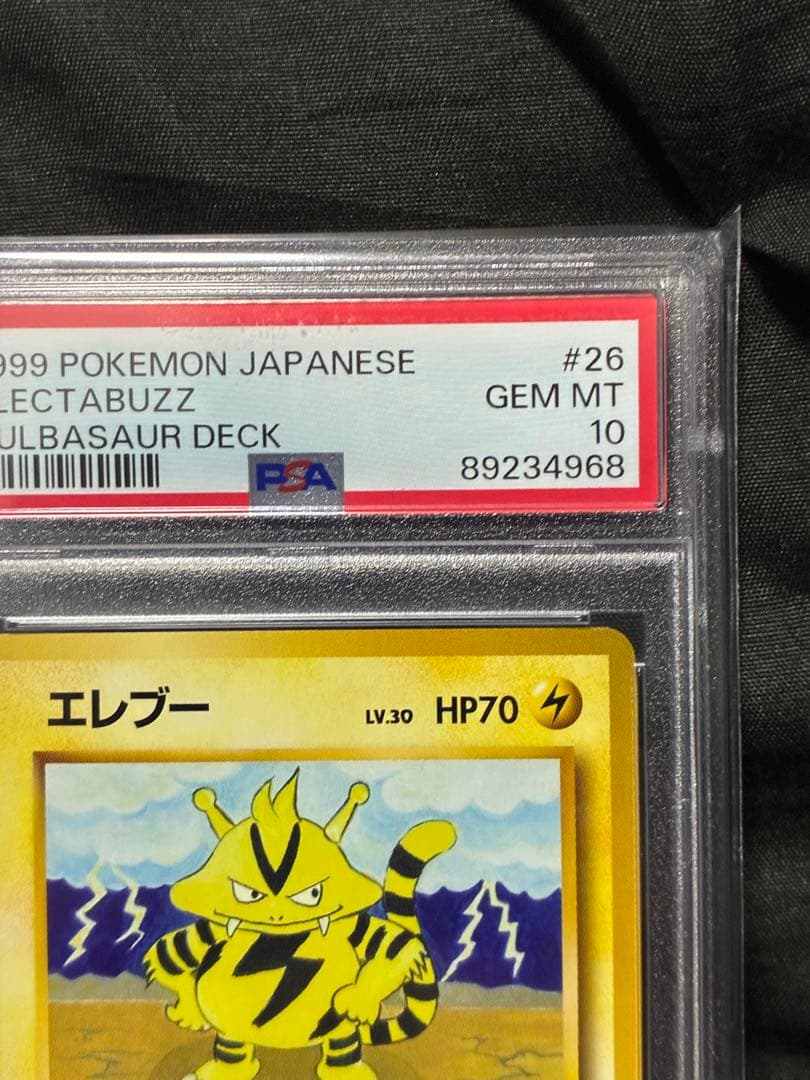 999 POKEMON JAPANESE #26
LECTABUZZ GEM MT
ULBASAUR DECK 10
PSA 89234968
エレブー LV.30 HP70